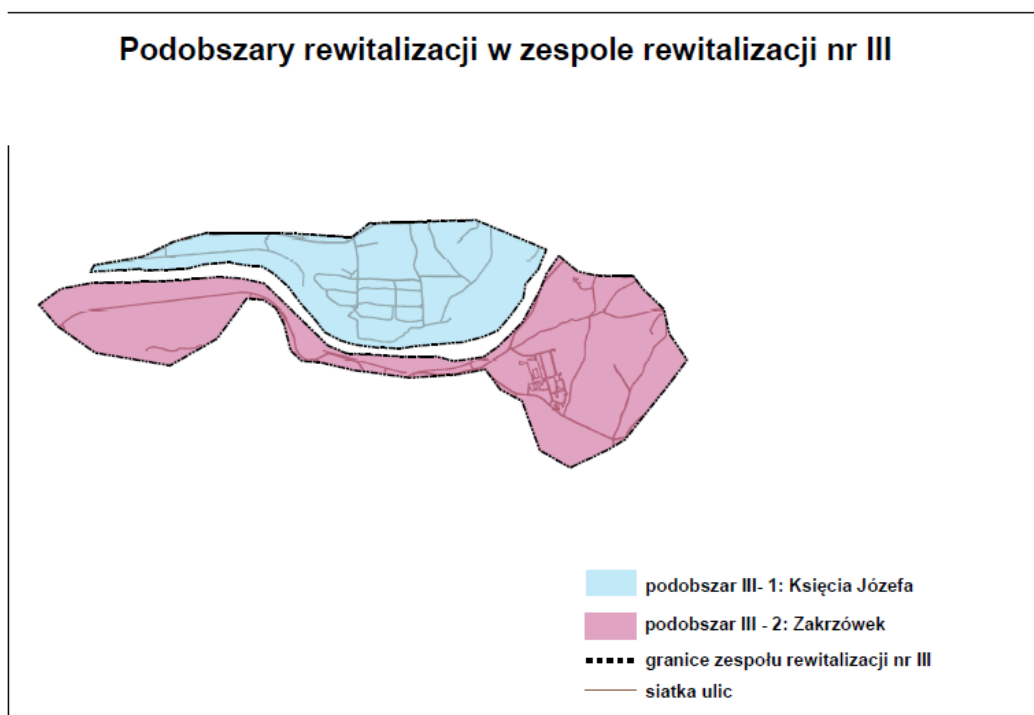 Podobszary rewitalizacji w zespole rewitalizacji nr III
podobszar III- 1: Księcia Józefa
podobszar III - 2: Zakrzówek
granice zespołu rewitalizacji nr III
siatka ulic